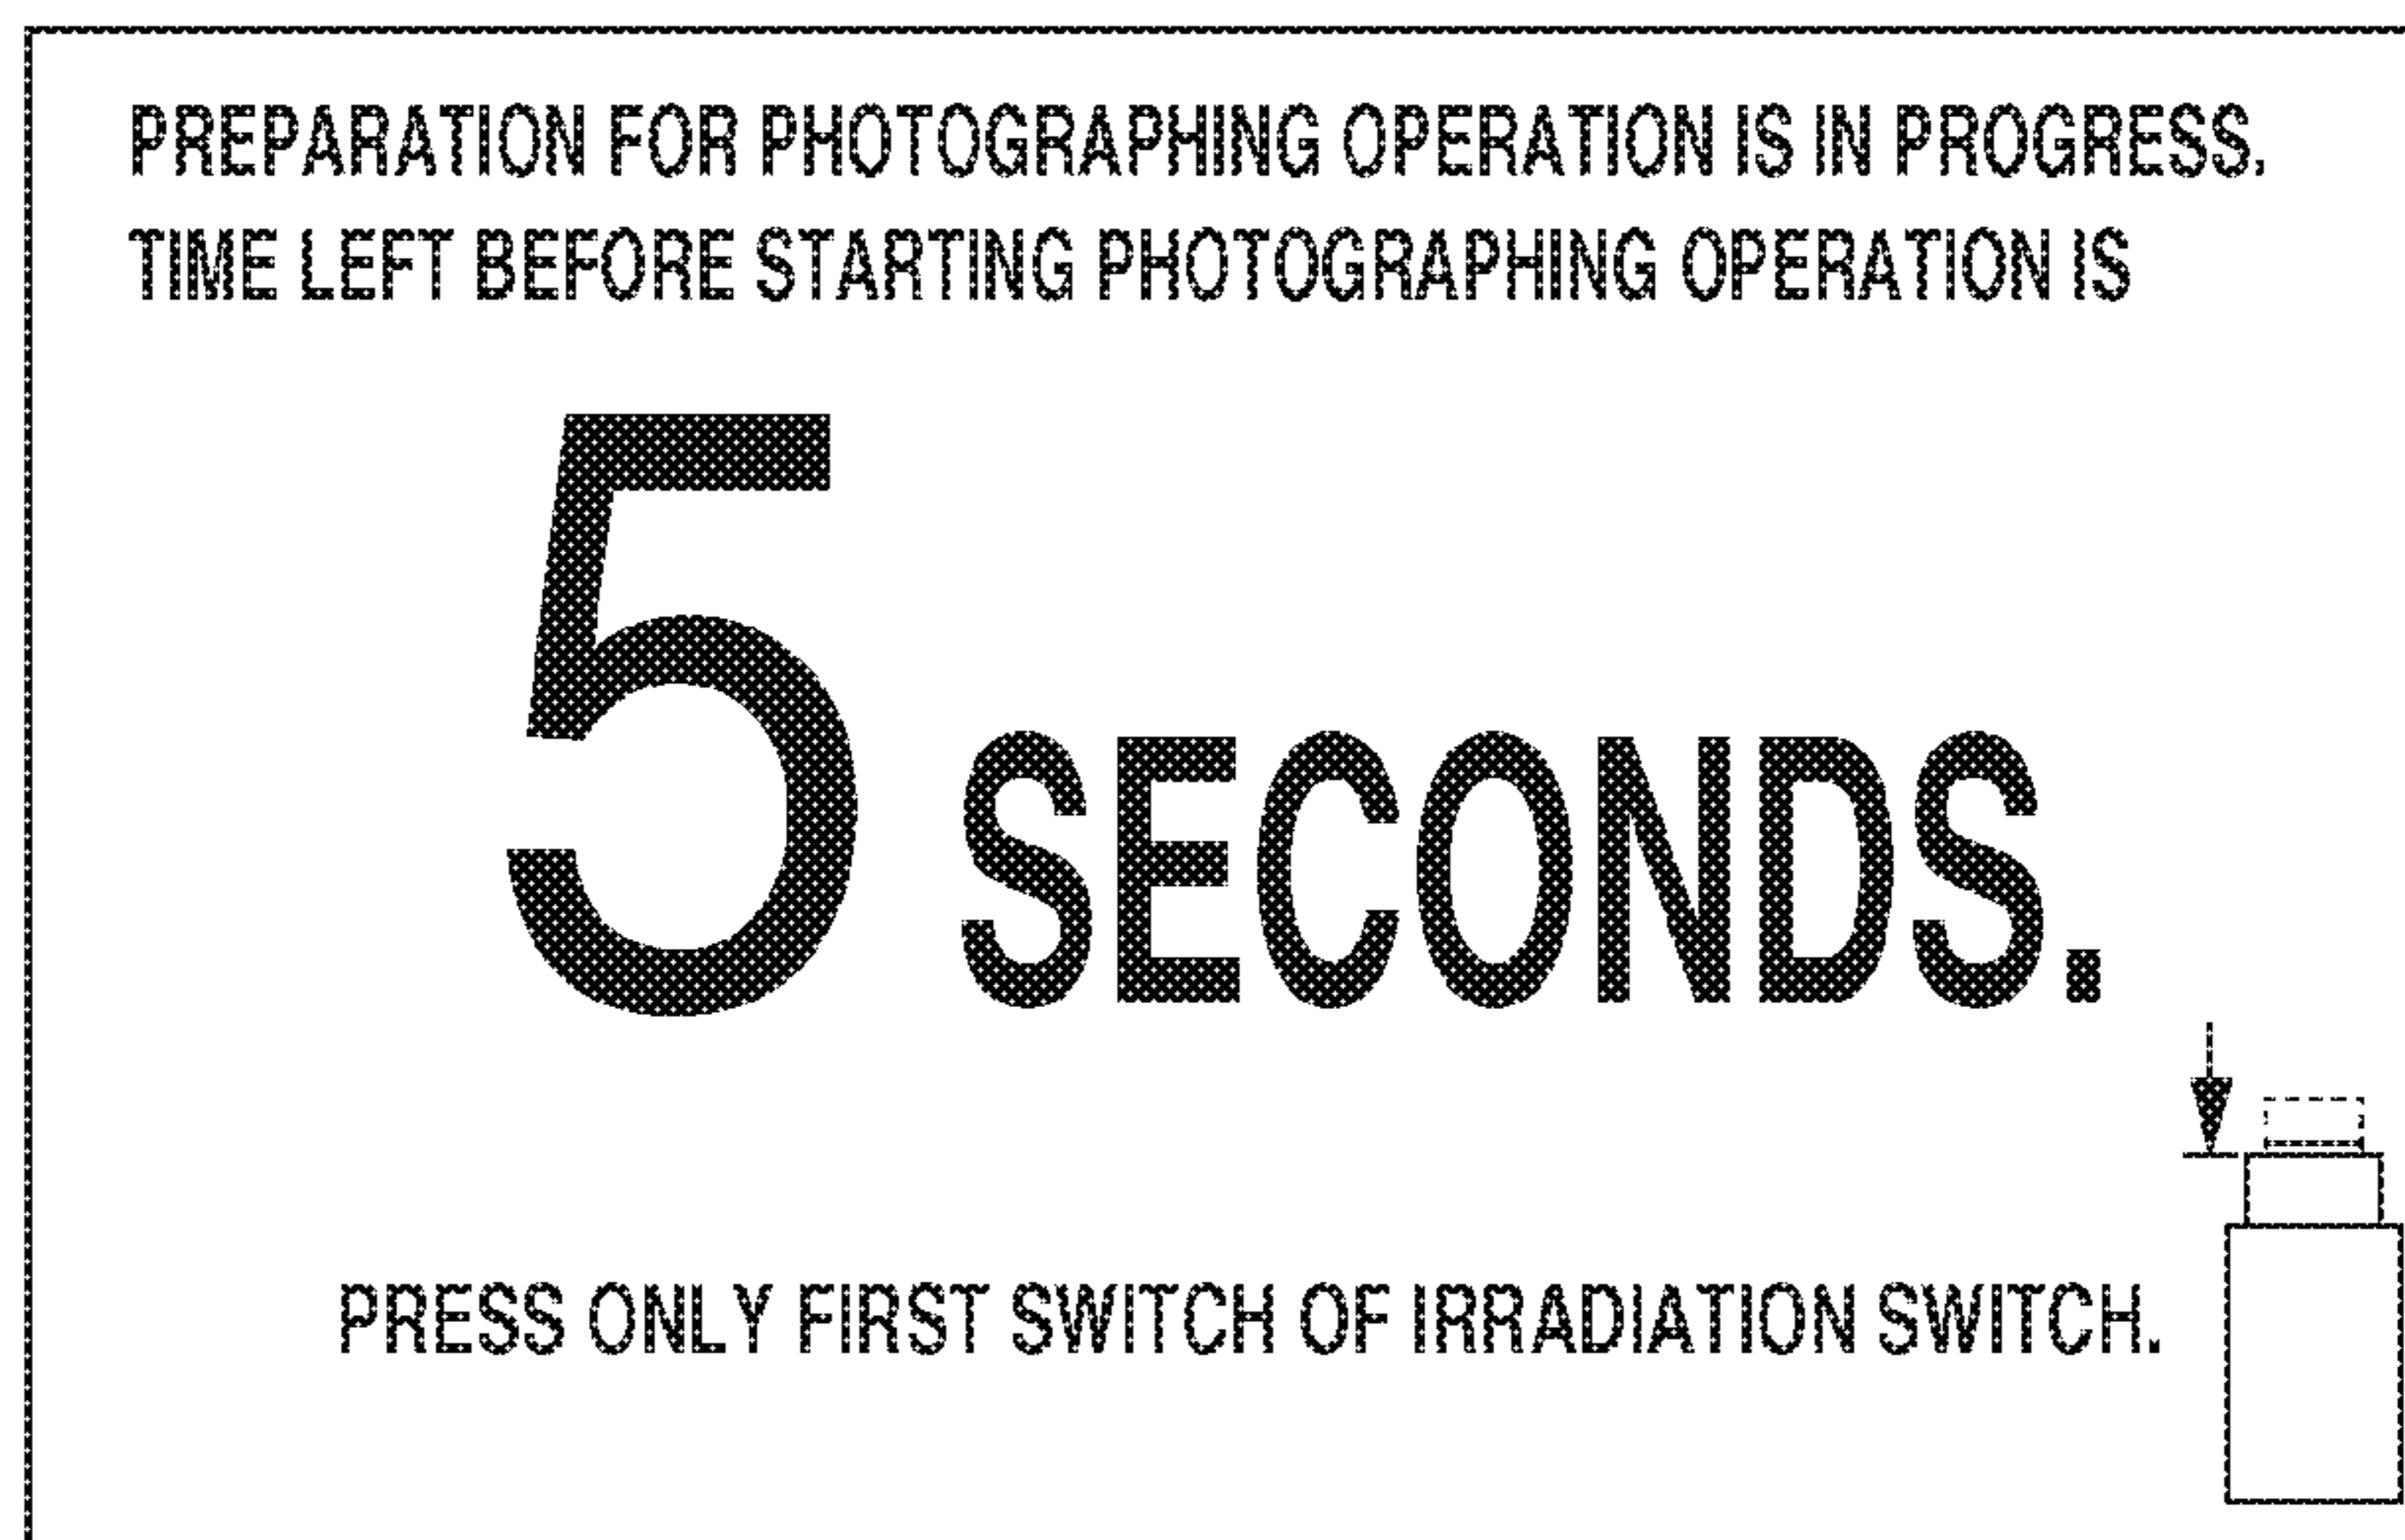 PREPARATION FOR PHOTOGRAPHING OPERATION IS IN PROGRESS.
TIME LEFT BEFORE STARTING PHOTOGRAPHING OPERATION IS
5 SECONDS.
PRESS ONLY FIRST SWITCH OF IRRADIATION SWITCH.